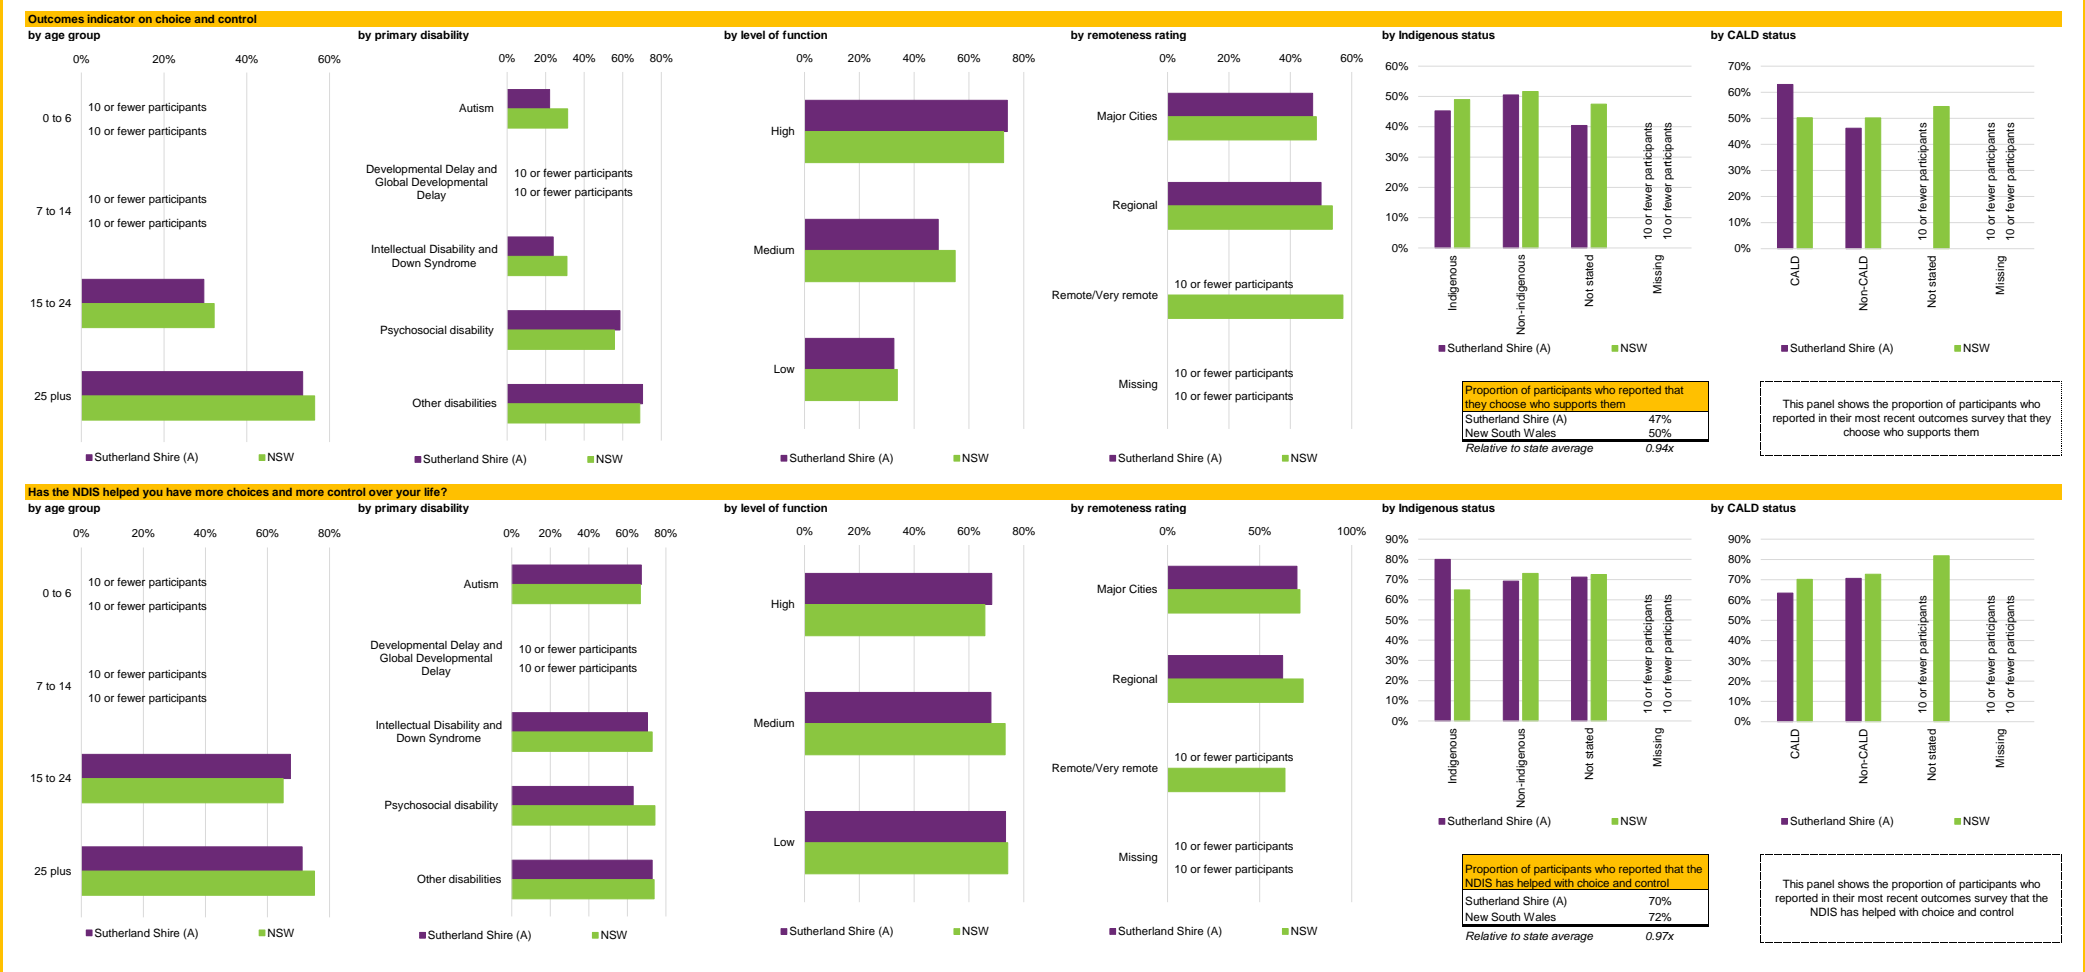 Outcomes indicator on choice and control
by age group
0% 20% 40% 60%
0 to 6
10 or fewer participants
10 or fewer participants
7 to 14
10 or fewer participants
10 or fewer participants
15 to 24
25 plus
Sutherland Shire (A) NSW
by primary disability
0% 20% 40% 60% 80%
Autism
Developmental Delay and
Global Developmental
Delay
10 or fewer participants
10 or fewer participants
Intellectual Disability and
Down Syndrome
Psychosocial disability
Other disabilities
Sutherland Shire (A) NSW
by level of function
0% 20% 40% 60% 80%
High
Medium
Low
Sutherland Shire (A) NSW
by remoteness rating
0% 20% 40% 60%
Major Cities
Regional
Remote/Very remote
10 or fewer participants
Missing
10 or fewer participants
10 or fewer participants
Sutherland Shire (A) NSW
by Indigenous status
60%
50%
40%
30%
20%
10%
0%
10 or fewer participants
10 or fewer participants
Indigenous
Non-indigenous
Not stated
Missing
Sutherland Shire (A) NSW
Proportion of participants who reported that
they choose who supports them
Sutherland Shire (A) 47%
New South Wales 50%
Relative to state average 0.94x
by CALD status
70%
60%
50%
40%
30%
20%
10%
0%
10 or fewer participants
10 or fewer participants
10 or fewer participants
CALD
Non-CALD
Not stated
Missing
Sutherland Shire (A) NSW
This panel shows the proportion of participants who
reported in their most recent outcomes survey that they
choose who supports them
Has the NDIS helped you have more choices and more control over your life?
by age group
0% 20% 40% 60% 80%
0 to 6
10 or fewer participants
10 or fewer participants
7 to 14
10 or fewer participants
10 or fewer participants
15 to 24
25 plus
Sutherland Shire (A) NSW
by primary disability
0% 20% 40% 60% 80%
Autism
Developmental Delay and
Global Developmental
Delay
10 or fewer participants
10 or fewer participants
Intellectual Disability and
Down Syndrome
Psychosocial disability
Other disabilities
Sutherland Shire (A) NSW
by level of function
0% 20% 40% 60% 80%
High
Medium
Low
Sutherland Shire (A) NSW
by remoteness rating
0% 50% 100%
Major Cities
Regional
Remote/Very remote
10 or fewer participants
Missing
10 or fewer participants
10 or fewer participants
Sutherland Shire (A) NSW
by Indigenous status
90%
80%
70%
60%
50%
40%
30%
20%
10%
0%
10 or fewer participants
10 or fewer participants
Indigenous
Non-indigenous
Not stated
Missing
Sutherland Shire (A) NSW
Proportion of participants who reported that the
NDIS has helped with choice and control
Sutherland Shire (A) 70%
New South Wales 72%
Relative to state average 0.97x
by CALD status
90%
80%
70%
60%
50%
40%
30%
20%
10%
0%
10 or fewer participants
10 or fewer participants
10 or fewer participants
CALD
Non-CALD
Not stated
Missing
Sutherland Shire (A) NSW
This panel shows the proportion of participants who
reported in their most recent outcomes survey that the
NDIS has helped with choice and control